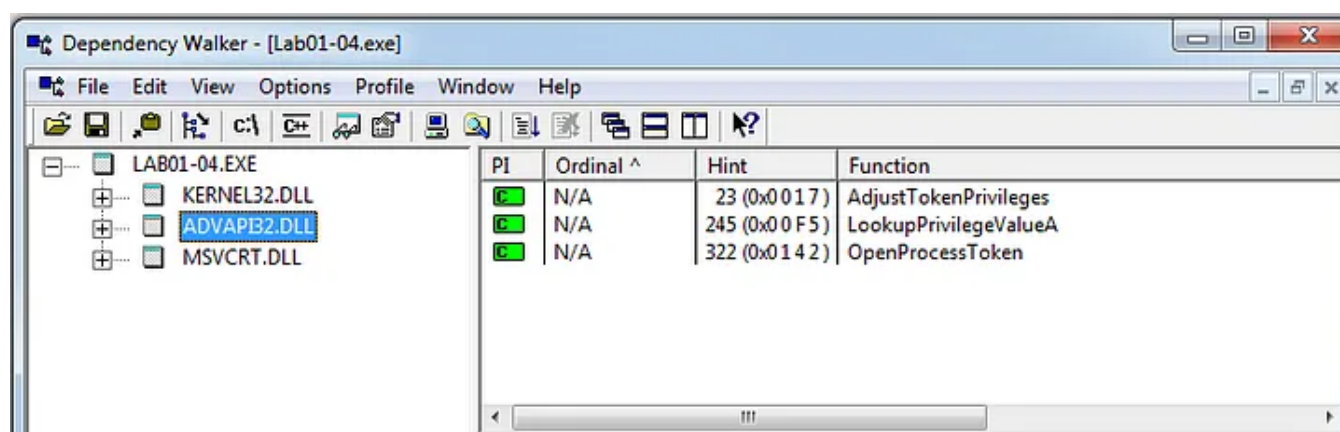 Dependency Walker - [Lab01-04.exe]
File Edit View Options Profile Window Help
c:\ C++
LAB01-04.EXE
KERNEL32.DLL
ADVAPI32.DLL
MSVCRT.DLL
PI Ordinal ^ Hint Function
C N/A 23 (0x0017) AdjustTokenPrivileges
C N/A 245 (0x00F5) LookupPrivilegeValueA
C N/A 322 (0x0142) OpenProcessToken